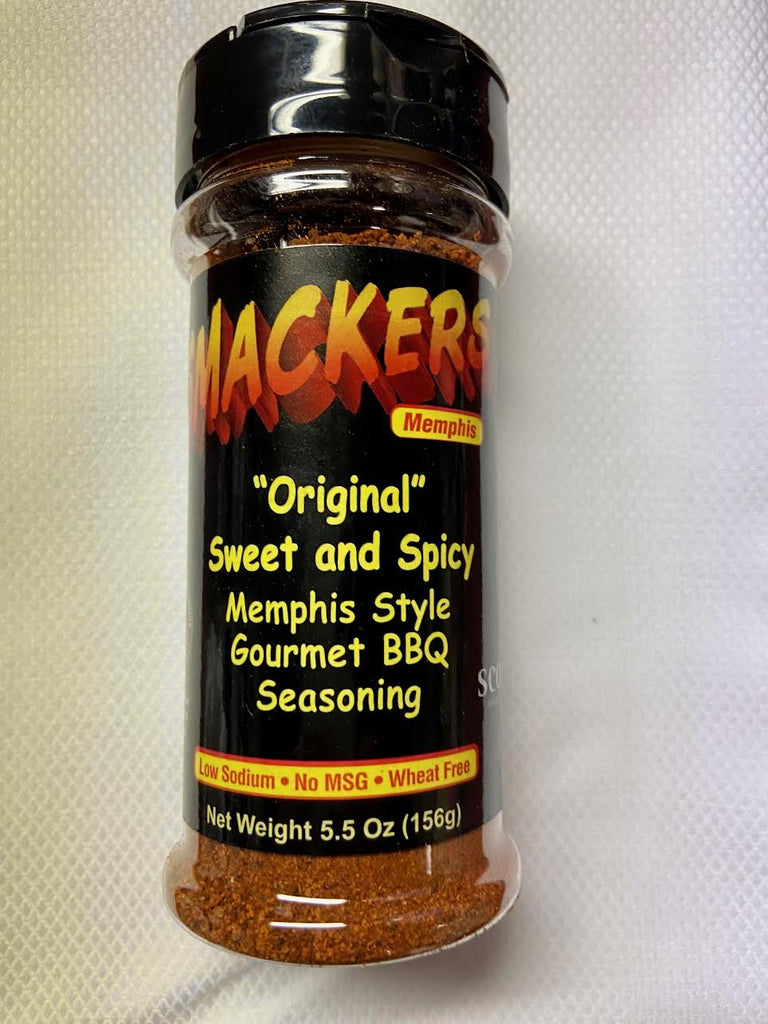 MACKERS
Memphis
"Original"
Sweet and Spicy
Memphis Style
Gourmet BBQ
Seasoning
Low Sodium • No MSG • Wheat Free
Net Weight 5.5 Oz (156g)